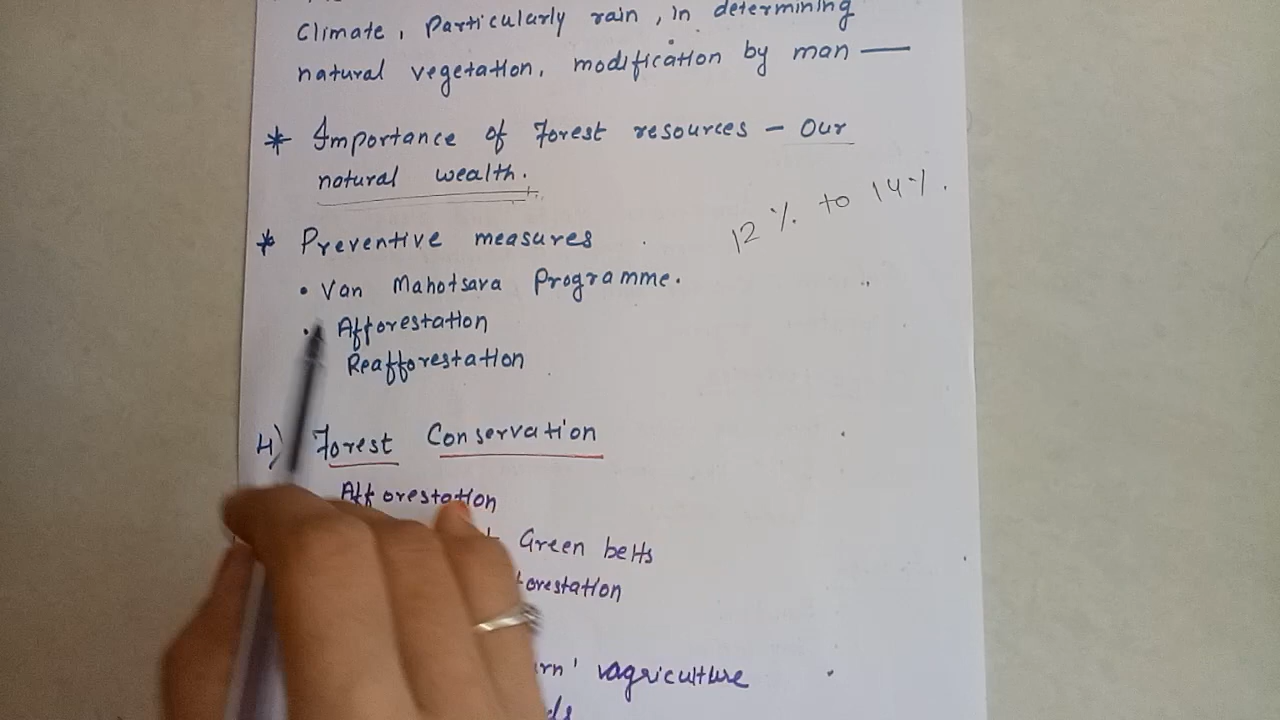 Climate, Particularly rain, in determining
natural vegetation, modification by man —
* Importance of Forest resources - Our
notural wealth.
12 % to 14%.
* Preventive measures
• Van Mahotsava Programme.
• Afforestation
Reafforestation
4) Forest Conservation
Afforestation
Green belts
orestation
agriculture